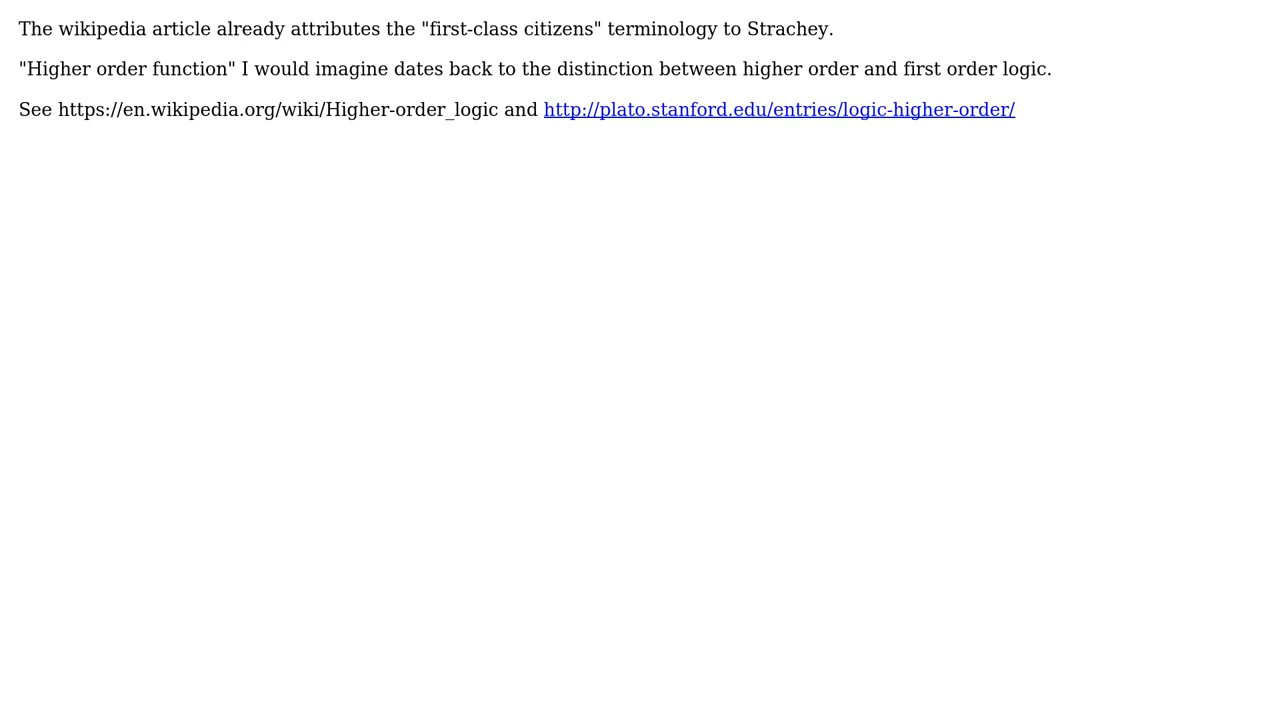 The wikipedia article already attributes the "first-class citizens" terminology to Strachey.
"Higher order function" I would imagine dates back to the distinction between higher order and first order logic.
See https://en.wikipedia.org/wiki/Higher-order_logic and http://plato.stanford.edu/entries/logic-higher-order/